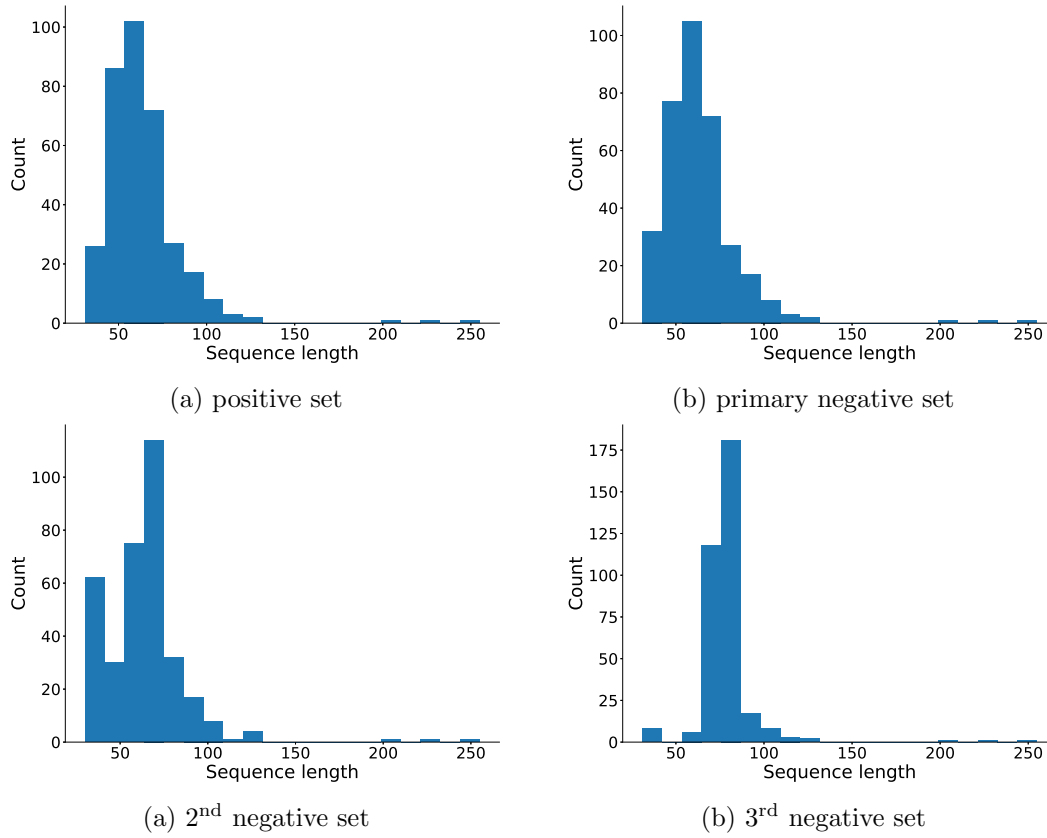 100
80
60
40
20
0
Count
50 100 150 200 250
Sequence length
(a) positive set
100
80
60
40
20
0
Count
50 100 150 200 250
Sequence length
(b) primary negative set
100
80
60
40
20
0
Count
50 100 150 200 250
Sequence length
(a) 2nd negative set
175
150
125
100
75
50
25
0
Count
50 100 150 200 250
Sequence length
(b) 3rd negative set